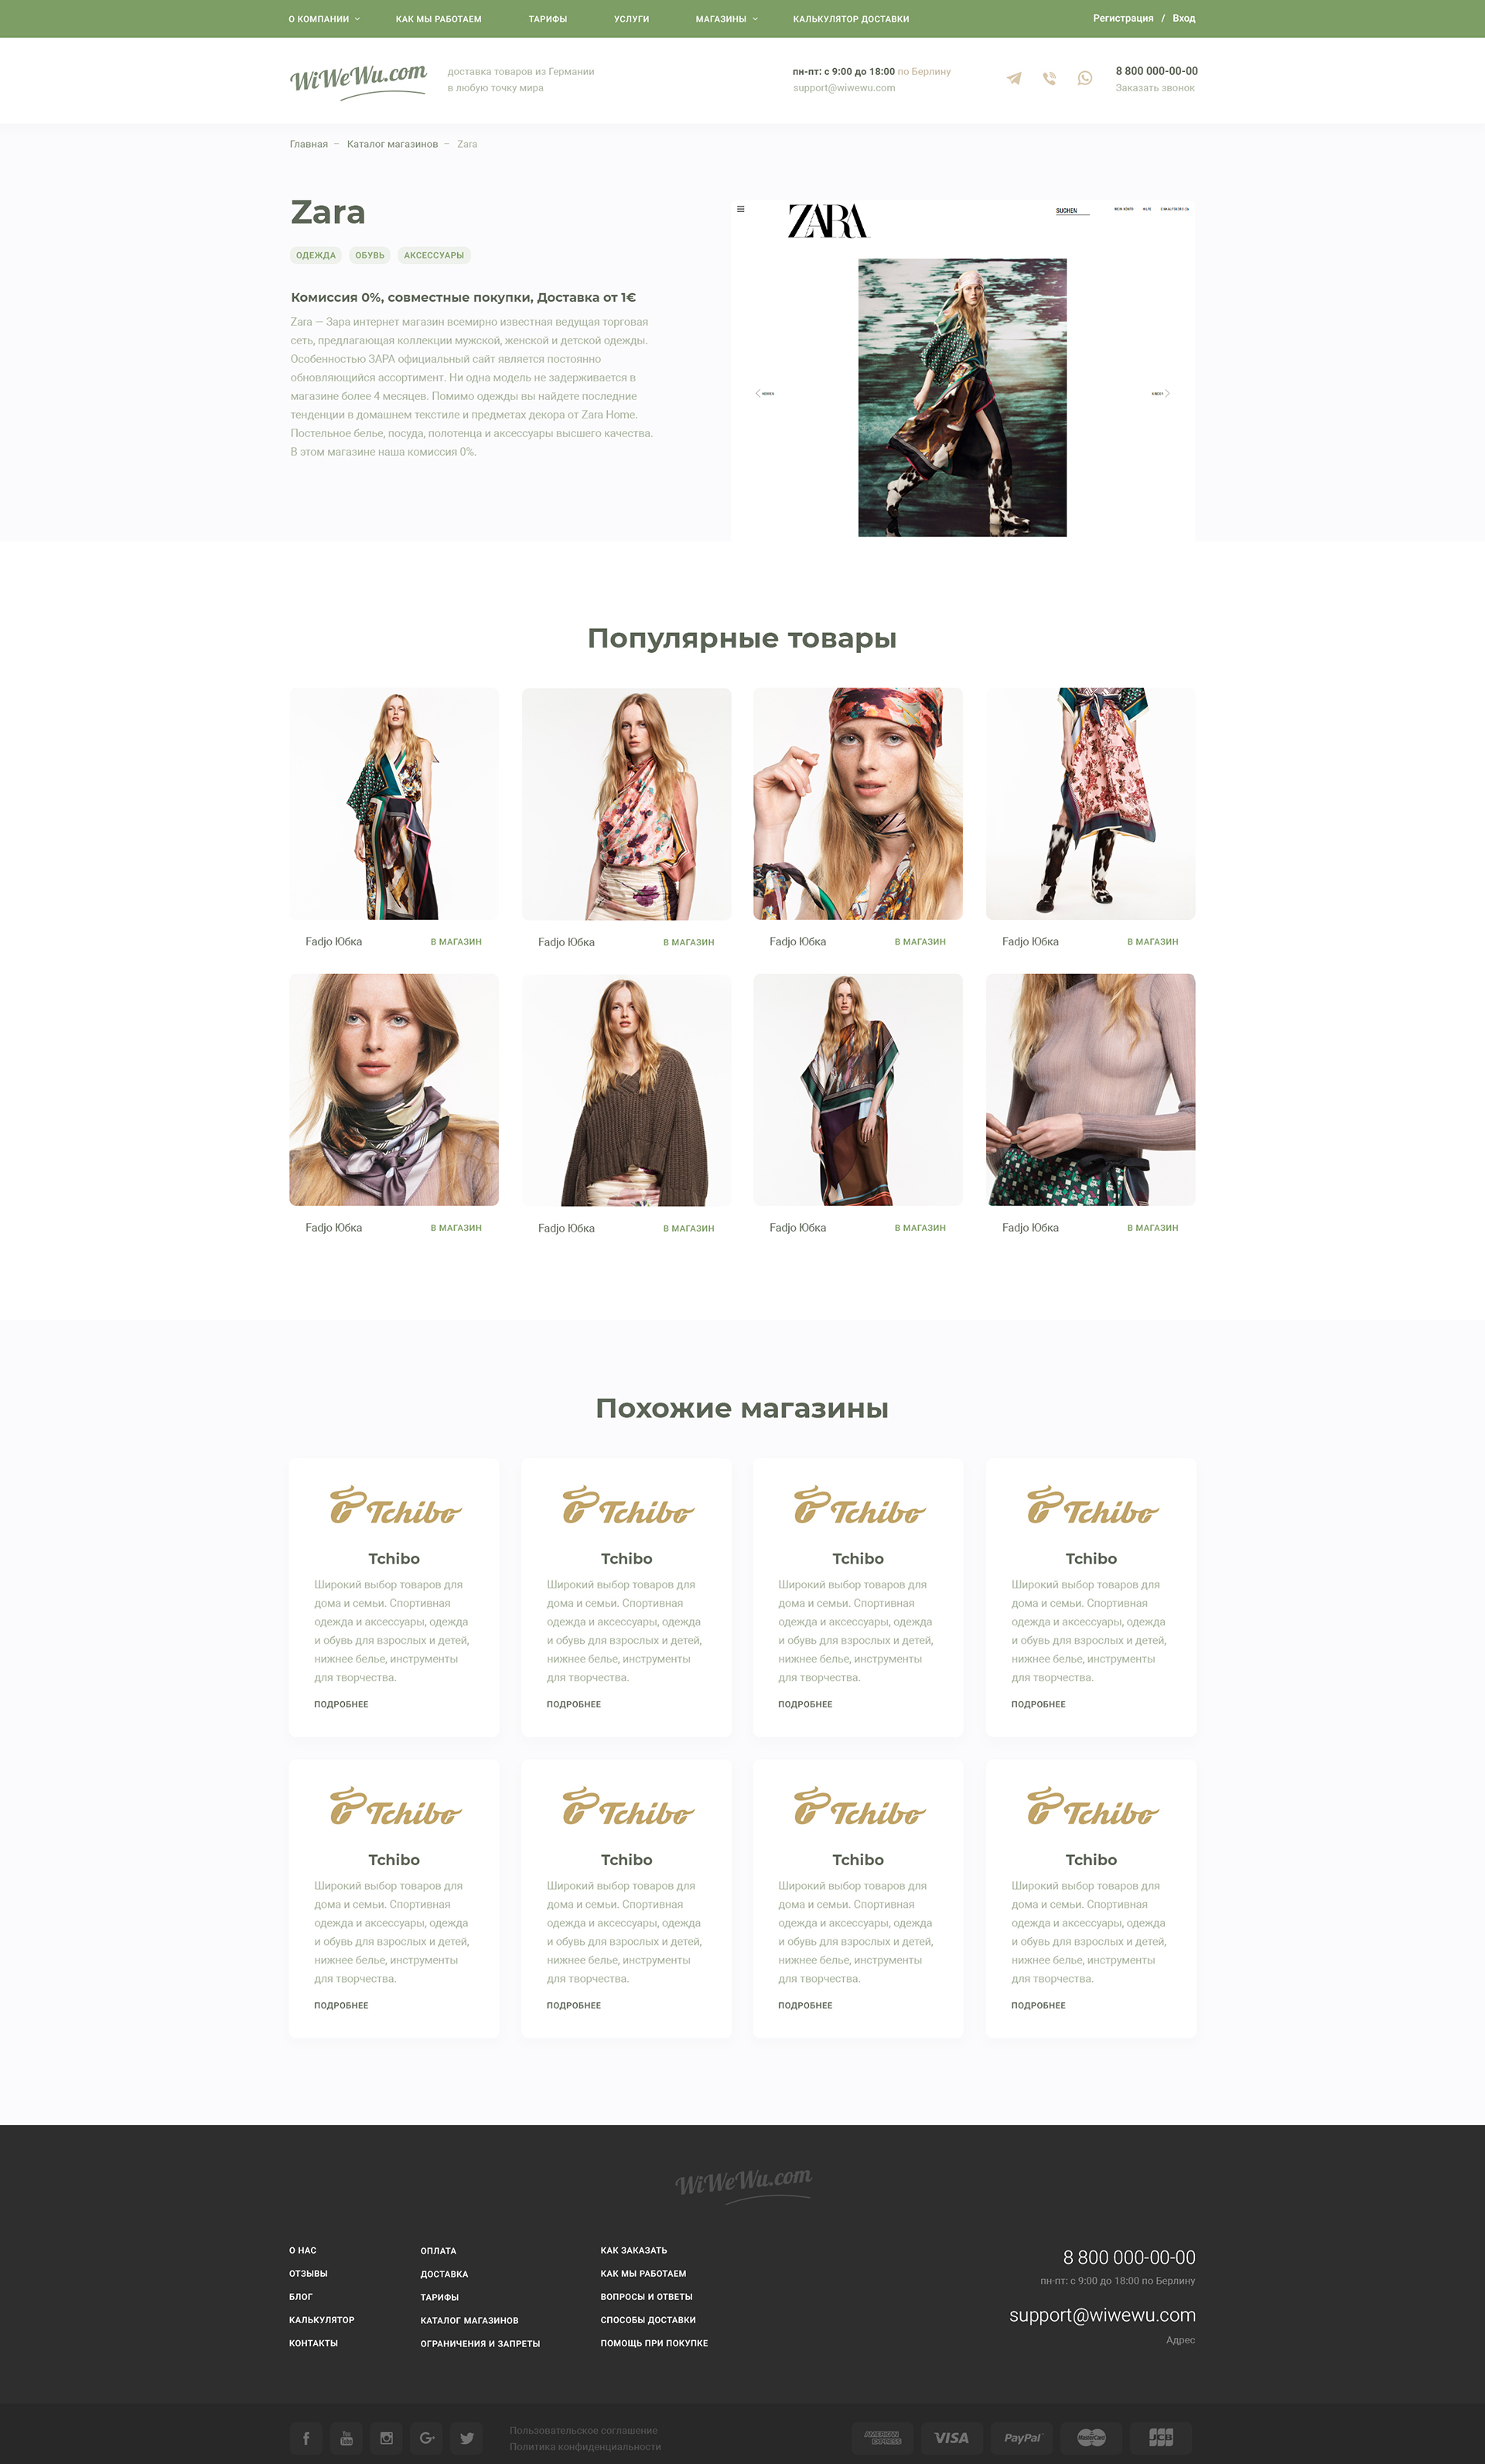 О КОМПАНИИ КАК МЫ РАБОТАЕМ ТАРИФЫ УСЛУГИ МАГАЗИНЫ КАЛЬКУЛЯТОР ДОСТАВКИ Регистрация / Вход
WiWeWu.com
доставка товаров из Германии
в любую точку мира
пн-пт: с 9:00 до 18:00 по Берлину
support@wiwewu.com
8 800 000-00-00
Заказать звонок
Главная – Каталог магазинов – Zara
Zara
ОДЕЖДА ОБУВЬ АКСЕССУАРЫ
Комиссия 0%, совместные покупки, Доставка от 1€
Zara — Зара интернет магазин всемирно известная ведущая торговая
сеть, предлагающая коллекции мужской, женской и детской одежды.
Особенностью ЗАРА официальный сайт является постоянно
обновляющийся ассортимент. Ни одна модель не задерживается в
магазине более 4 месяцев. Помимо одежды вы найдете последние
тенденции в домашнем текстиле и предметах декора от Zara Home.
Постельное белье, посуда, полотенца и аксессуары высшего качества.
В этом магазине наша комиссия 0%.
ZARA
SUCHEN MEIN KONTO HILFE
Популярные товары
Fadjo Юбка В МАГАЗИН Fadjo Юбка В МАГАЗИН Fadjo Юбка В МАГАЗИН Fadjo Юбка В МАГАЗИН
Fadjo Юбка В МАГАЗИН Fadjo Юбка В МАГАЗИН Fadjo Юбка В МАГАЗИН Fadjo Юбка В МАГАЗИН
Похожие магазины
Tchibo
Tchibo
Широкий выбор товаров для
дома и семьи. Спортивная
одежда и аксессуары, одежда
и обувь для взрослых и детей,
нижнее белье, инструменты
для творчества.
ПОДРОБНЕЕ
Tchibo
Tchibo
Широкий выбор товаров для
дома и семьи. Спортивная
одежда и аксессуары, одежда
и обувь для взрослых и детей,
нижнее белье, инструменты
для творчества.
ПОДРОБНЕЕ
Tchibo
Tchibo
Широкий выбор товаров для
дома и семьи. Спортивная
одежда и аксессуары, одежда
и обувь для взрослых и детей,
нижнее белье, инструменты
для творчества.
ПОДРОБНЕЕ
Tchibo
Tchibo
Широкий выбор товаров для
дома и семьи. Спортивная
одежда и аксессуары, одежда
и обувь для взрослых и детей,
нижнее белье, инструменты
для творчества.
ПОДРОБНЕЕ
Tchibo
Tchibo
Широкий выбор товаров для
дома и семьи. Спортивная
одежда и аксессуары, одежда
и обувь для взрослых и детей,
нижнее белье, инструменты
для творчества.
ПОДРОБНЕЕ
Tchibo
Tchibo
Широкий выбор товаров для
дома и семьи. Спортивная
одежда и аксессуары, одежда
и обувь для взрослых и детей,
нижнее белье, инструменты
для творчества.
ПОДРОБНЕЕ
Tchibo
Tchibo
Широкий выбор товаров для
дома и семьи. Спортивная
одежда и аксессуары, одежда
и обувь для взрослых и детей,
нижнее белье, инструменты
для творчества.
ПОДРОБНЕЕ
Tchibo
Tchibo
Широкий выбор товаров для
дома и семьи. Спортивная
одежда и аксессуары, одежда
и обувь для взрослых и детей,
нижнее белье, инструменты
для творчества.
ПОДРОБНЕЕ
WiWeWu.com
О НАС
ОТЗЫВЫ
БЛОГ
КАЛЬКУЛЯТОР
КОНТАКТЫ
ОПЛАТА
ДОСТАВКА
ТАРИФЫ
КАТАЛОГ МАГАЗИНОВ
ОГРАНИЧЕНИЯ И ЗАПРЕТЫ
КАК ЗАКАЗАТЬ
КАК МЫ РАБОТАЕМ
ВОПРОСЫ И ОТВЕТЫ
СПОСОБЫ ДОСТАВКИ
ПОМОЩЬ ПРИ ПОКУПКЕ
8 800 000-00-00
пн-пт: с 9:00 до 18:00 по Берлину
support@wiwewu.com
Адрес
You Tube
Пользовательское соглашение
Политика конфиденциальности
AMERICAN EXPRESS VISA PayPal MasterCard JCB